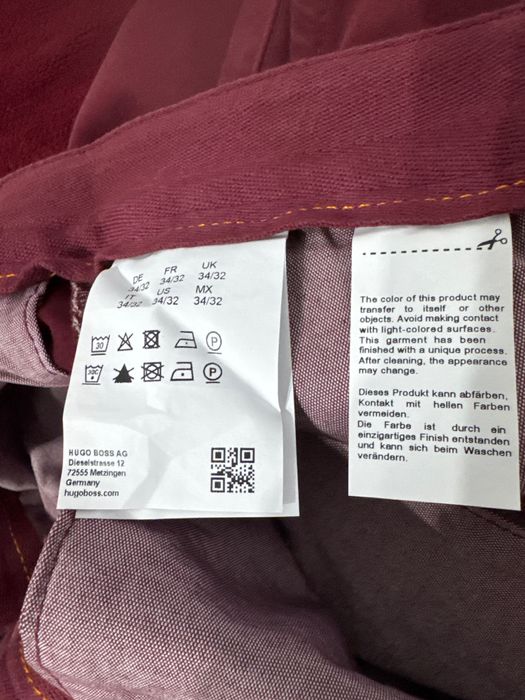 DE FR UK
34/32 34/32 34/32
IT US MX
34/32 34/32 34/32
30 P
30°C P
HUGO BOSS AG
Dieselstrasse 12
72555 Metzingen
Germany
hugoboss.com
The color of this product may
transfer to itself or other
objects. Avoid making contact
with light-colored surfaces.
This garment has been
finished with a unique process.
After cleaning, the appearance
may change.
Dieses Produkt kann abfärben,
Kontakt mit hellen Farben
vermeiden.
Die Farbe ist durch ein
einzigartiges Finish entstanden
und kann sich beim Waschen
verändern.